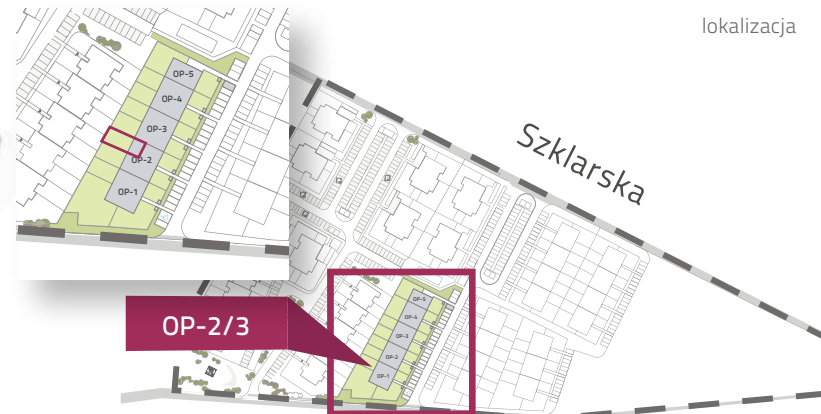 lokalizacja
OP-5
OP-4
OP-3
OP-2
OP-1
Szklarska
OP-2/3
OP-5
OP-4
OP-3
OP-2
OP-1